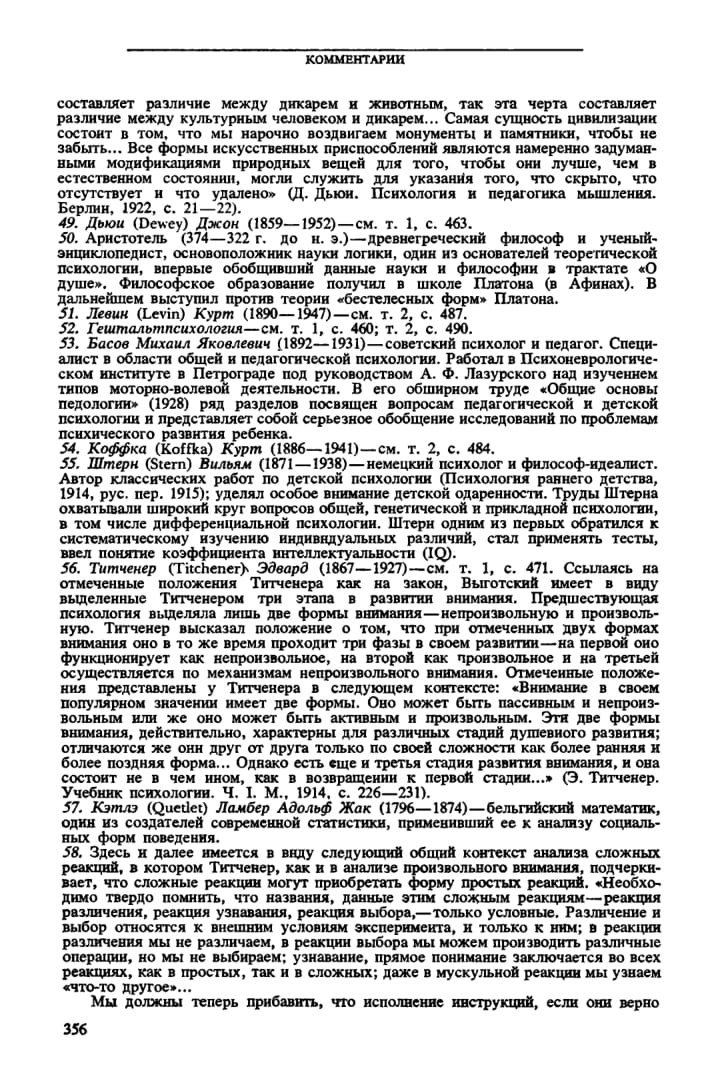 КОММЕНТАРИИ
составляет различие между дикарем и животным, так эта черта составляет
различие между культурным человеком и дикарем... Самая сущность цивилизации
состоит в том, что мы нарочно воздвигаем монументы и памятники, чтобы не
забыть... Все формы искусственных приспособлений являются намеренно задуман-
ными модификациями природных вещей для того, чтобы они лучше, чем в
естественном состоянии, могли служить для указания того, что скрыто, что
отсутствует и что удалено» (Д. Дьюи. Психология и педагогика мышления.
Берлин, 1922, с. 21—22).
49. Дьюи (Dewey) Джон (1859—1952)—см. т. 1, с. 463.
50. Аристотель (374—322 г. до н. э.)—древнегреческий философ и ученый-
энциклопедист, основоположник науки логики, один из основателей теоретической
психологии, впервые обобщивший данные науки и философии в трактате «О
душе». Философское образование получил в школе Платона (в Афинах). В
дальнейшем выступил против теории «бестелесных форм» Платона.
51. Левин (Levin) Курт (1890—1947)—см. т. 2, с. 487.
52. Гештальтпсихология—см. т. 1, с. 460; т. 2, с. 490.
53. Басов Михаил Яковлевич (1892—1931)—советский психолог и педагог. Специ-
алист в области общей и педагогической психологии. Работал в Психоневрологиче-
ском институте в Петрограде под руководством А. Ф. Лазурского над изучением
типов моторно-волевой деятельности. В его обширном труде «Общие основы
педологии» (1928) ряд разделов посвящен вопросам педагогической и детской
психологии и представляет собой серьезное обобщение исследований по проблемам
психического развития ребенка.
54. Коффка (Koffka) Курт (1886—1941)—см. т. 2, с. 484.
55. Штерн (Stern) Вильям (1871—1938)—немецкий психолог и философ-идеалист.
Автор классических работ по детской психологии (Психология раннего детства,
1914, рус. пер. 1915); уделял особое внимание детской одаренности. Труды Штерна
охватывали широкий круг вопросов общей, генетической и прикладной психологии,
в том числе дифференциальной психологии. Штерн одним из первых обратился к
систематическому изучению индивидуальных различий, стал применять тесты,
ввел понятие коэффициента интеллектуальности (IQ).
56. Титченер (Titchener) Эдвард (1867—1927)—см. т. 1, с. 471. Ссылаясь на
отмеченные положения Титченера как на закон, Выготский имеет в виду
выделенные Титченером три этапа в развитии внимания. Предшествующая
психология выделяла лишь две формы внимания—непроизвольную и произволь-
ную. Титченер высказал положение о том, что при отмеченных двух формах
внимания оно в то же время проходит три фазы в своем развитии—на первой оно
функционирует как непроизвольное, на второй как произвольное и на третьей
осуществляется по механизмам непроизвольного внимания. Отмеченные положе-
ния представлены у Титченера в следующем контексте: «Внимание в своем
популярном значении имеет две формы. Оно может быть пассивным и непроиз-
вольным или же оно может быть активным и произвольным. Эти две формы
внимания, действительно, характерны для различных стадий душевного развития;
отличаются же они друг от друга только по своей сложности как более ранняя и
более поздняя форма... Однако есть еще и третья стадия развития внимания, и она
состоит не в чем ином, как в возвращении к первой стадии...» (Э. Титченер.
Учебник психологии. Ч. I. М., 1914, с. 226—231).
57. Кэтлэ (Quetlet) Ламбер Адольф Жак (1796—1874)—бельгийский математик,
один из создателей современной статистики, применивший ее к анализу социаль-
ных форм поведения.
58. Здесь и далее имеется в виду следующий общий контекст анализа сложных
реакций, в котором Титченер, как и в анализе произвольного внимания, подчерки-
вает, что сложные реакции могут приобретать форму простых реакций. «Необхо-
димо твердо помнить, что названия, данные этим сложным реакциям—реакция
различения, реакция узнавания, реакция выбора,—только условные. Различение и
выбор относятся к внешним условиям эксперимента, и только к ним; в реакции
различения мы не различаем, в реакции выбора мы можем производить различные
операции, но мы не выбираем; узнавание, прямое понимание заключается во всех
реакциях, как в простых, так и в сложных; даже в мускульной реакции мы узнаем
«что-то другое»...
Мы должны теперь прибавить, что исполнение инструкций, если они верно
356